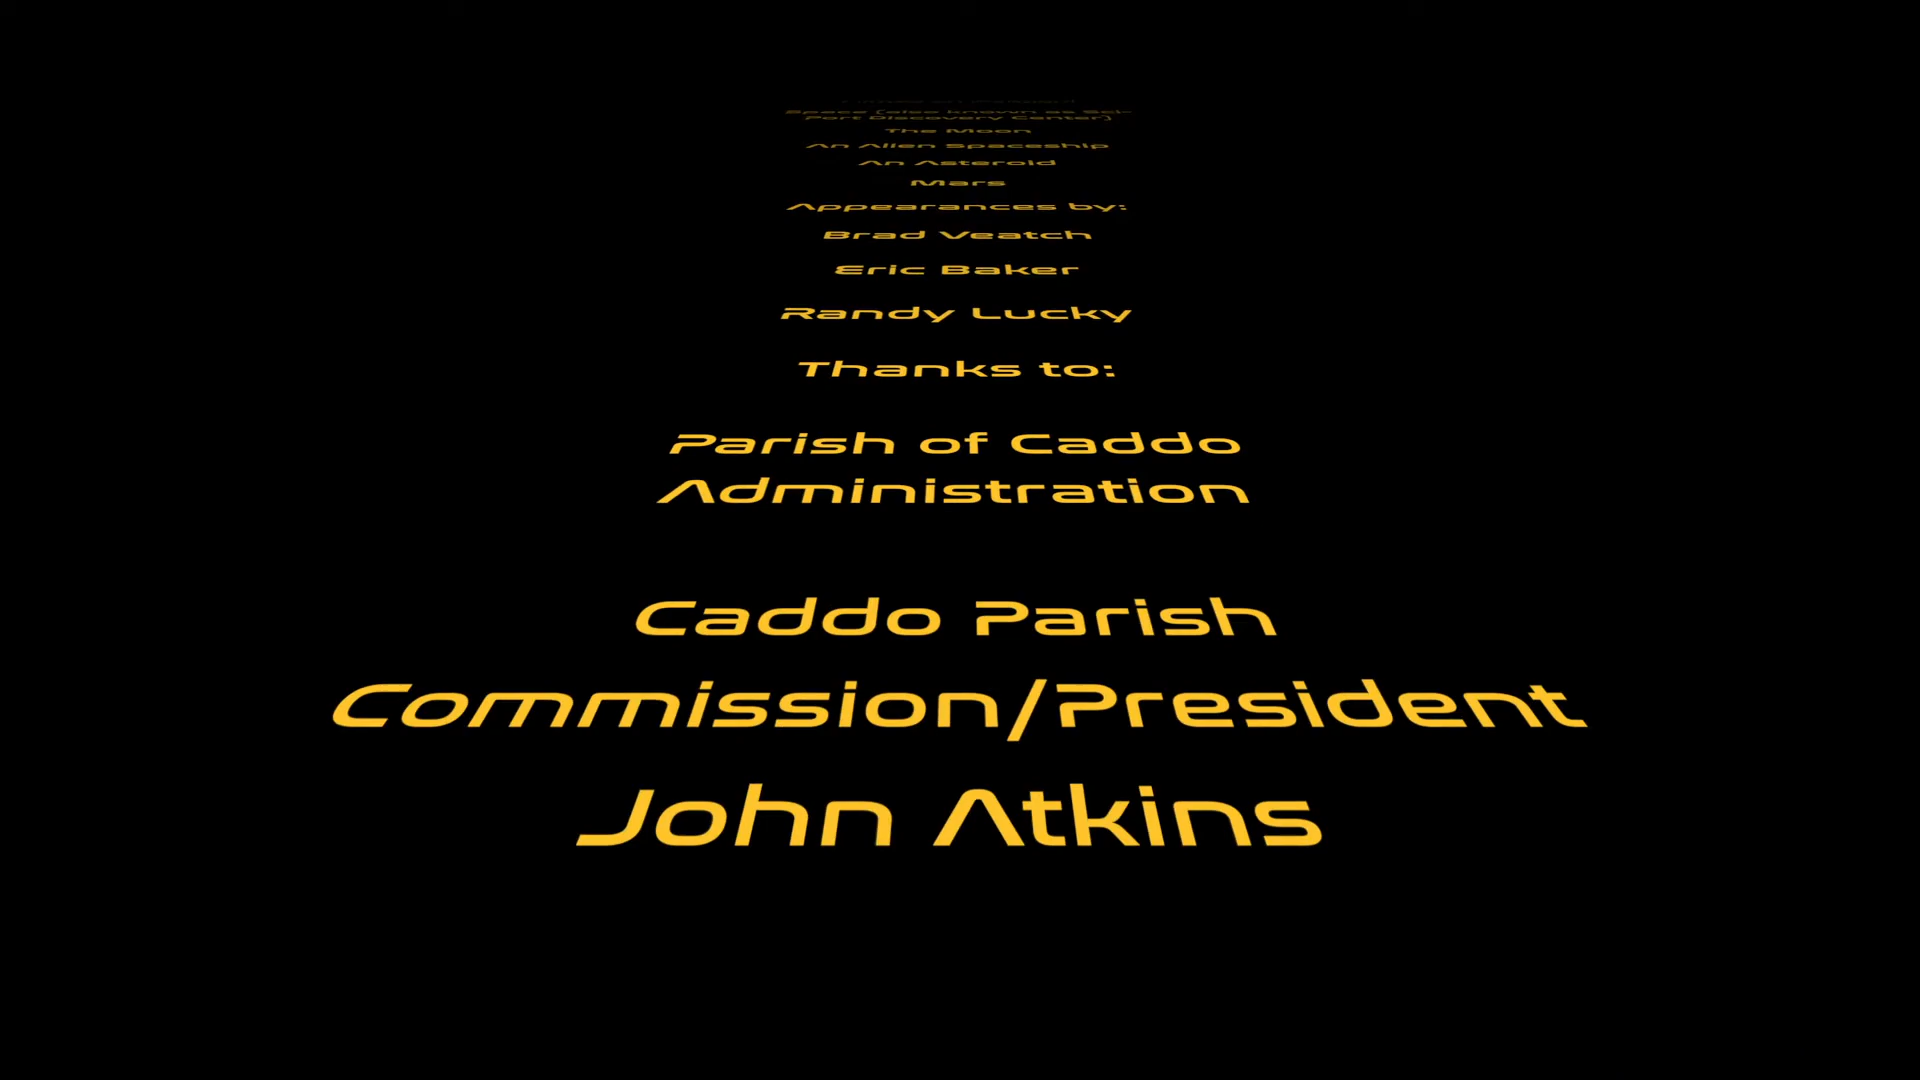 Space (also known as Sci-
Port Discovery Center)
The Moon
An Alien Spaceship
An Asteroid
Mars
Appearances by:
Brad Veatch
Eric Baker
Randy Lucky
Thanks to:
Parish of Caddo
Administration
Caddo Parish
Commission/President
John Atkins